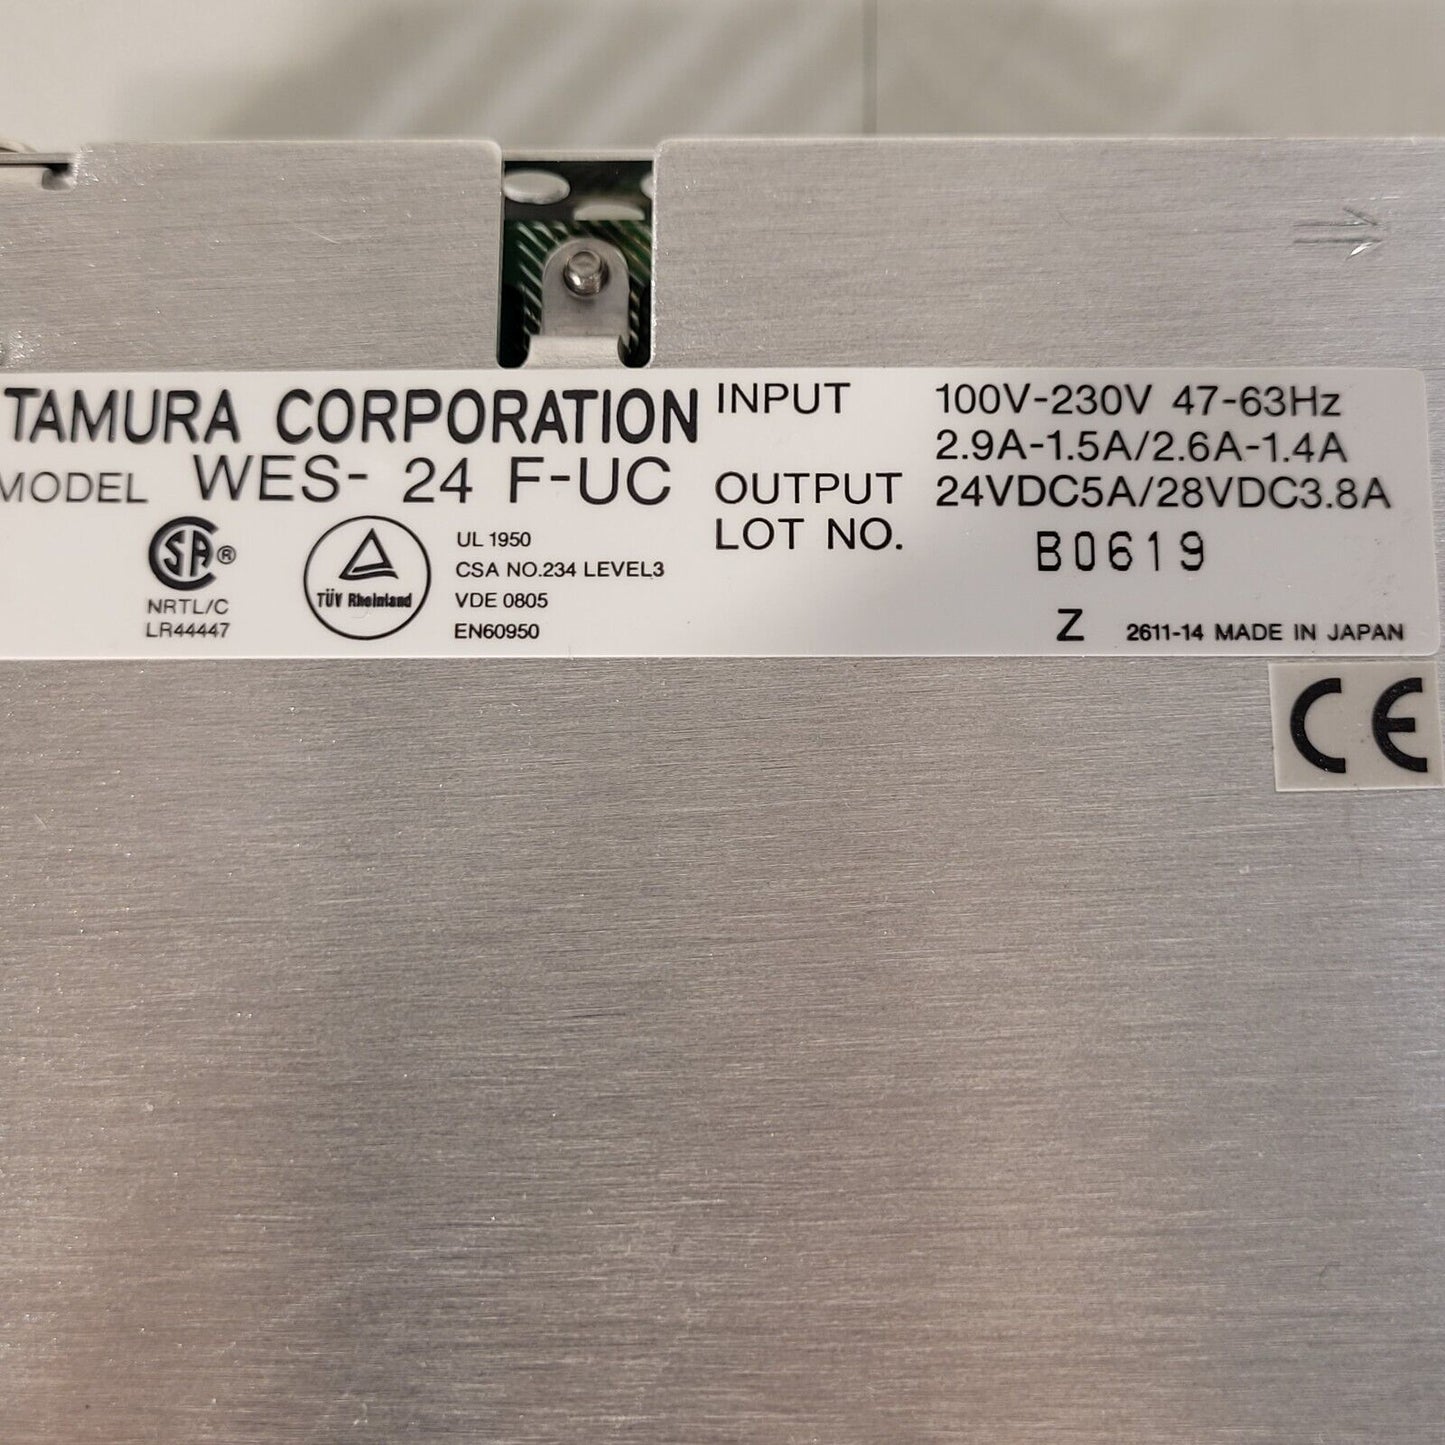 TAMURA CORPORATION
MODEL WES- 24 F-UC
INPUT 100V-230V 47-63Hz
2.9A-1.5A/2.6A-1.4A
OUTPUT 24VDC5A/28VDC3.8A
LOT NO. B0619
SA ®
NRTL/C
LR44447
TÜV Rheinland
UL 1950
CSA NO.234 LEVEL3
VDE 0805
EN60950
Z 2611-14 MADE IN JAPAN
CE